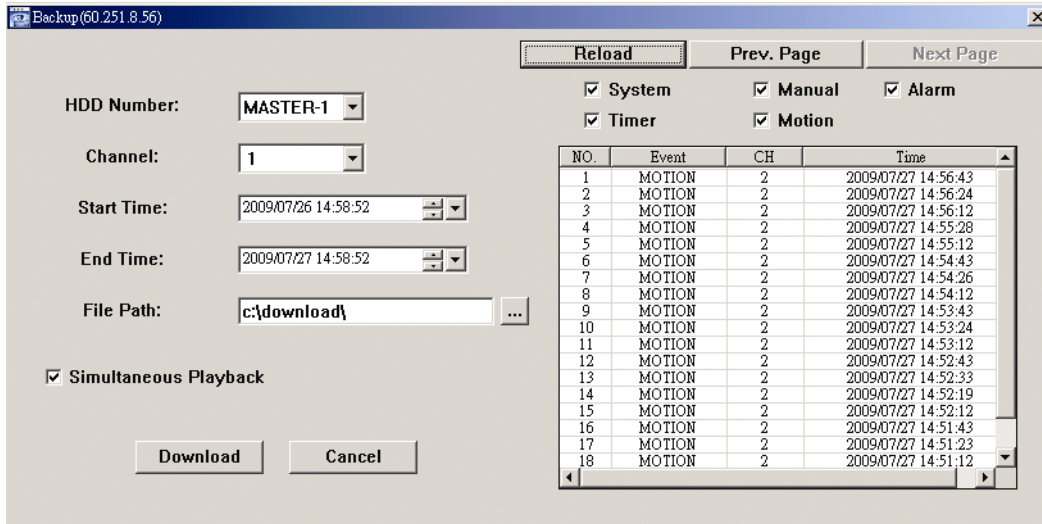 Backup(60.251.8.56)
Reload Prev. Page Next Page
System Manual Alarm
Timer Motion
HDD Number: MASTER-1
Channel: 1
Start Time: 2009/07/26 14:58:52
End Time: 2009/07/27 14:58:52
File Path: c:\download\ ...
Simultaneous Playback
Download Cancel
NO. Event CH Time
1 MOTION 2 2009/07/27 14:56:43
2 MOTION 2 2009/07/27 14:56:24
3 MOTION 2 2009/07/27 14:56:12
4 MOTION 2 2009/07/27 14:55:28
5 MOTION 2 2009/07/27 14:55:12
6 MOTION 2 2009/07/27 14:54:43
7 MOTION 2 2009/07/27 14:54:26
8 MOTION 2 2009/07/27 14:54:12
9 MOTION 2 2009/07/27 14:53:43
10 MOTION 2 2009/07/27 14:53:24
11 MOTION 2 2009/07/27 14:53:12
12 MOTION 2 2009/07/27 14:52:43
13 MOTION 2 2009/07/27 14:52:33
14 MOTION 2 2009/07/27 14:52:19
15 MOTION 2 2009/07/27 14:52:12
16 MOTION 2 2009/07/27 14:51:43
17 MOTION 2 2009/07/27 14:51:23
18 MOTION 2 2009/07/27 14:51:12